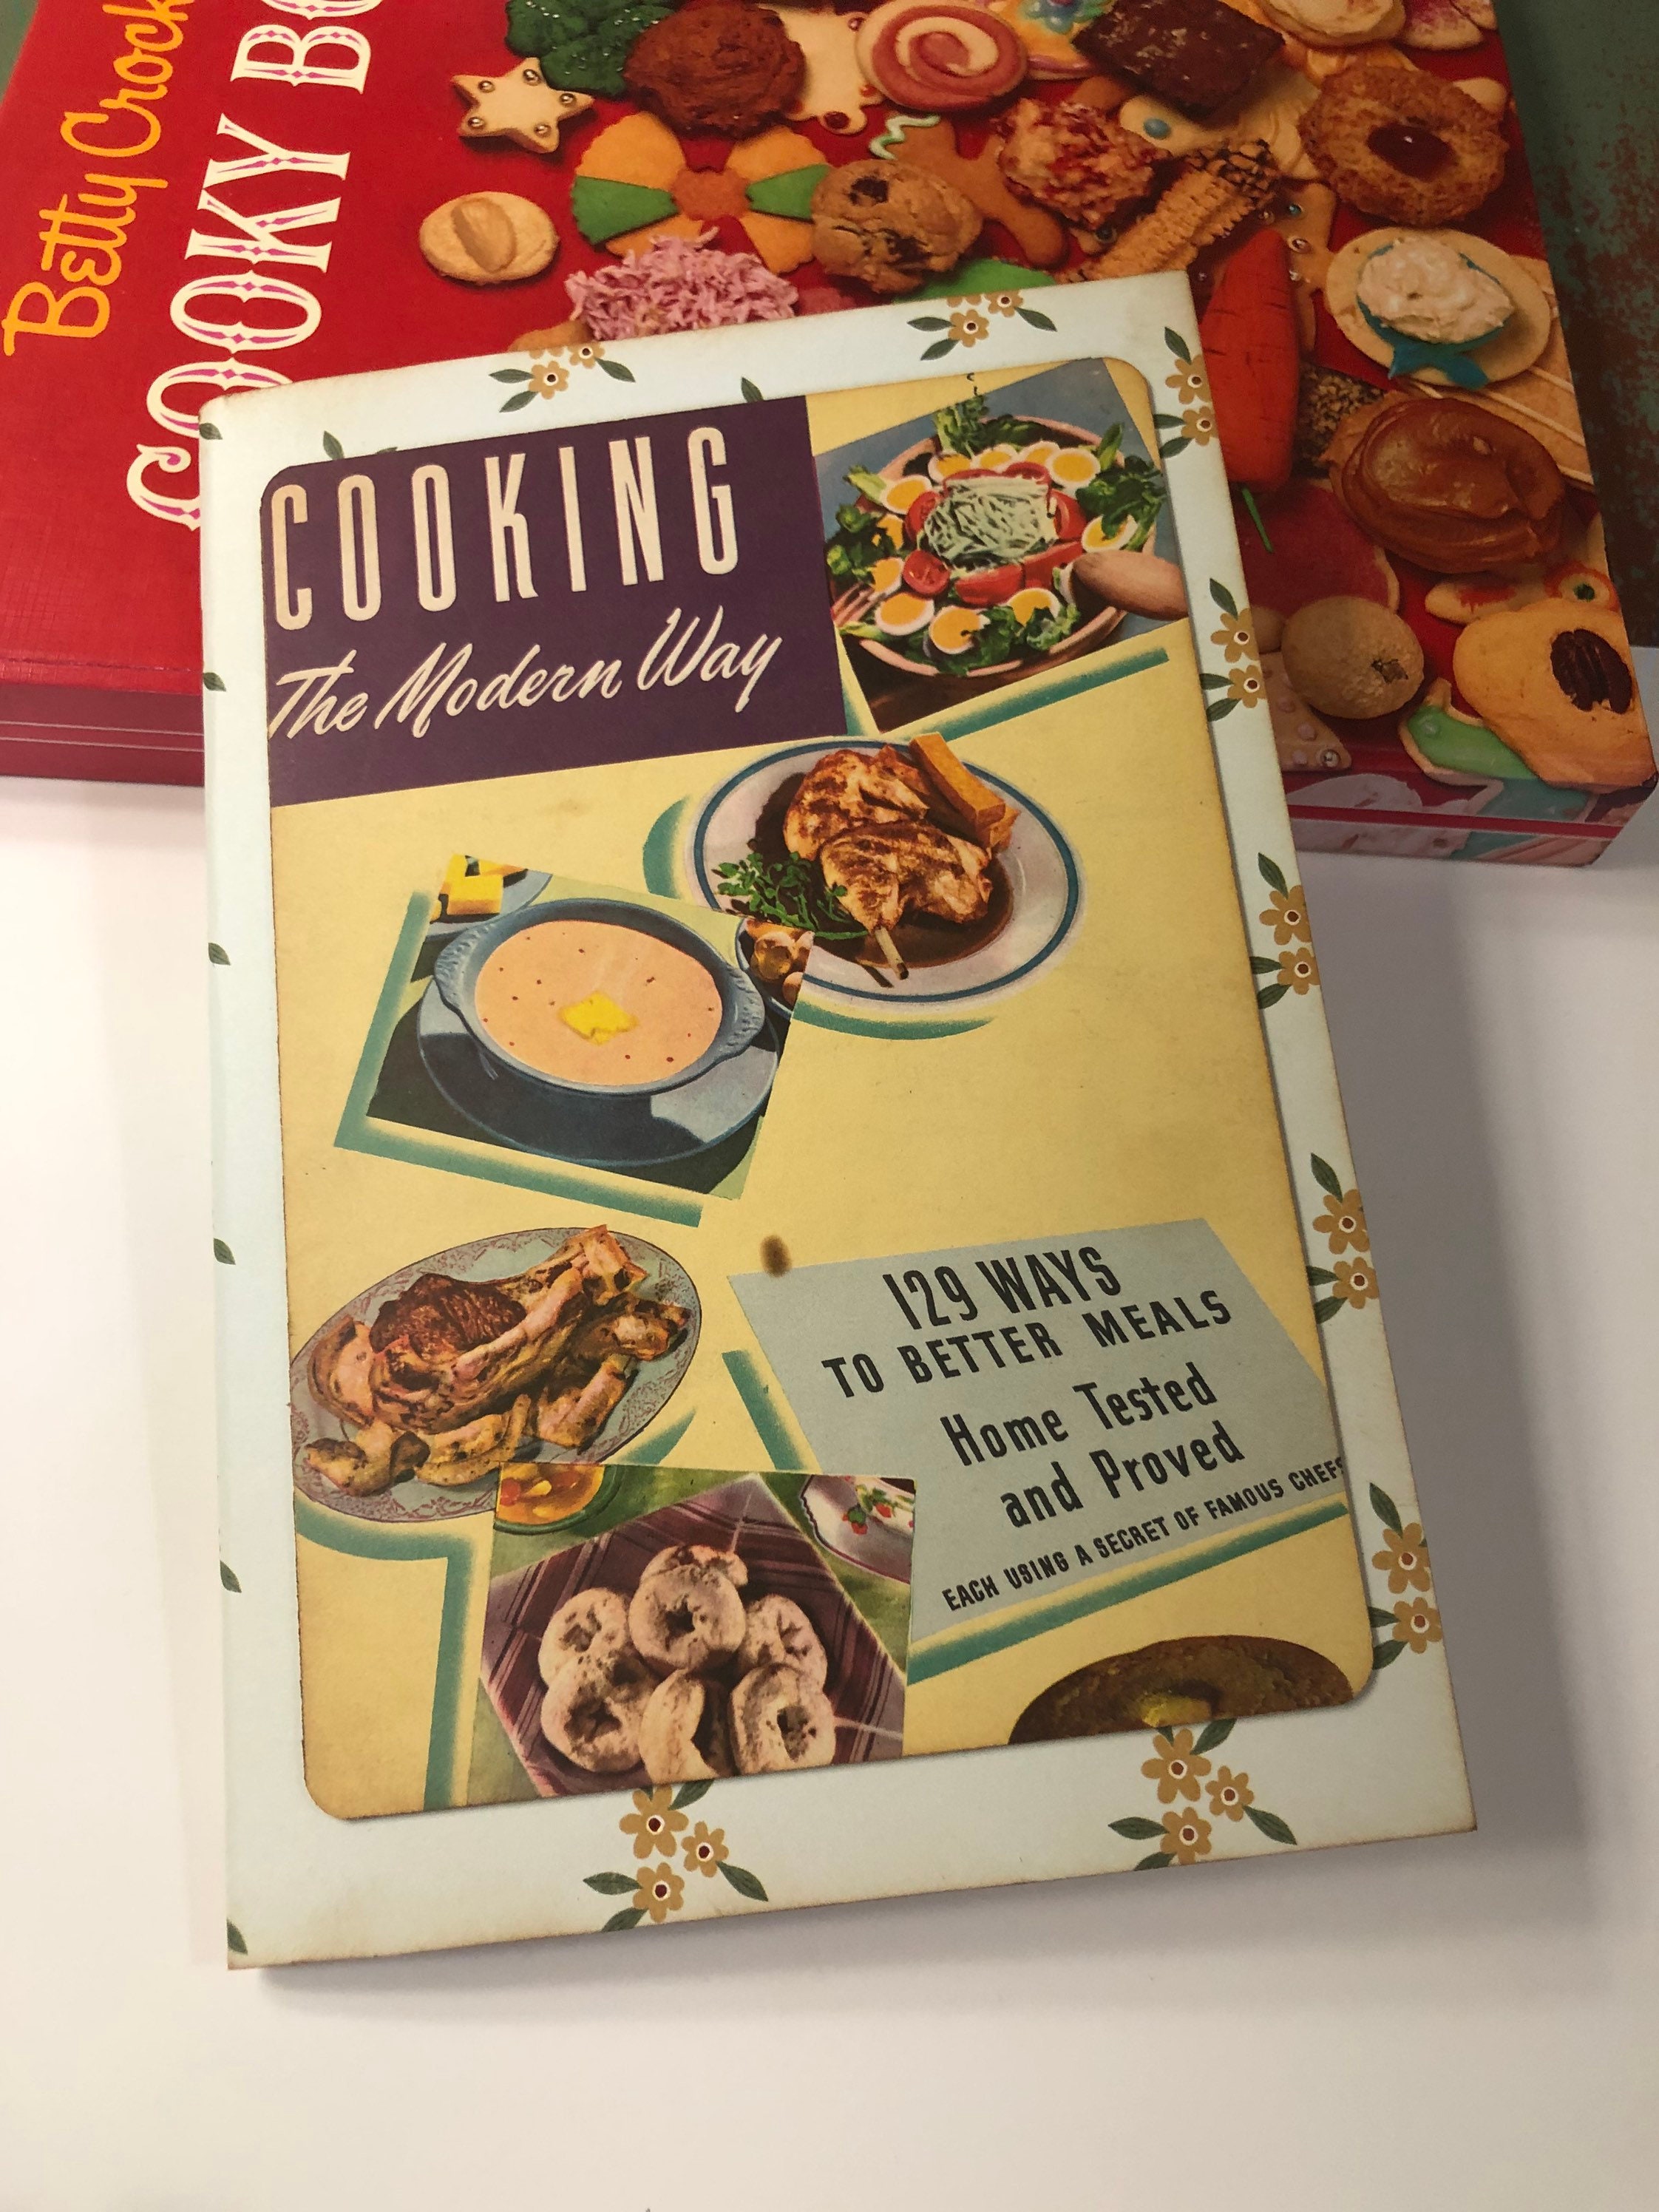 Betty Crock
COOKY BO
COOKING
The Modern Way
129 WAYS
TO BETTER MEALS
Home Tested
and Proved
EACH USING A SECRET OF FAMOUS CHEFS